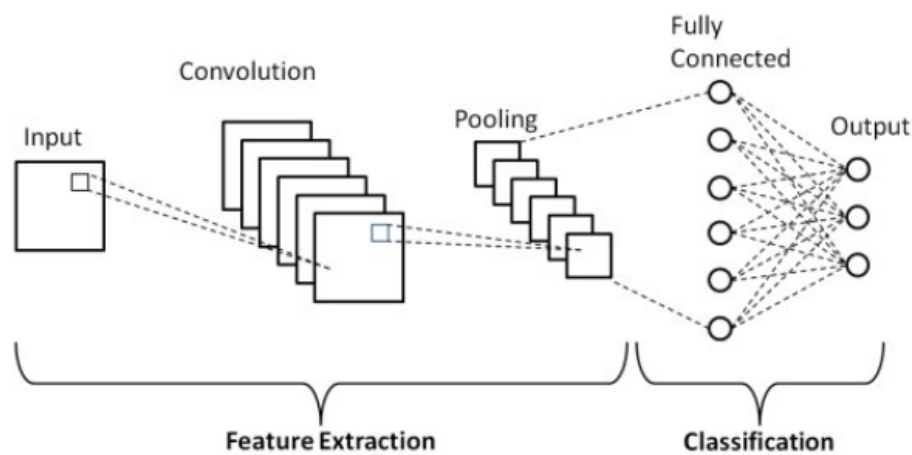 Fully
Connected
Convolution
Pooling
Output
Input
Feature Extraction
Classification